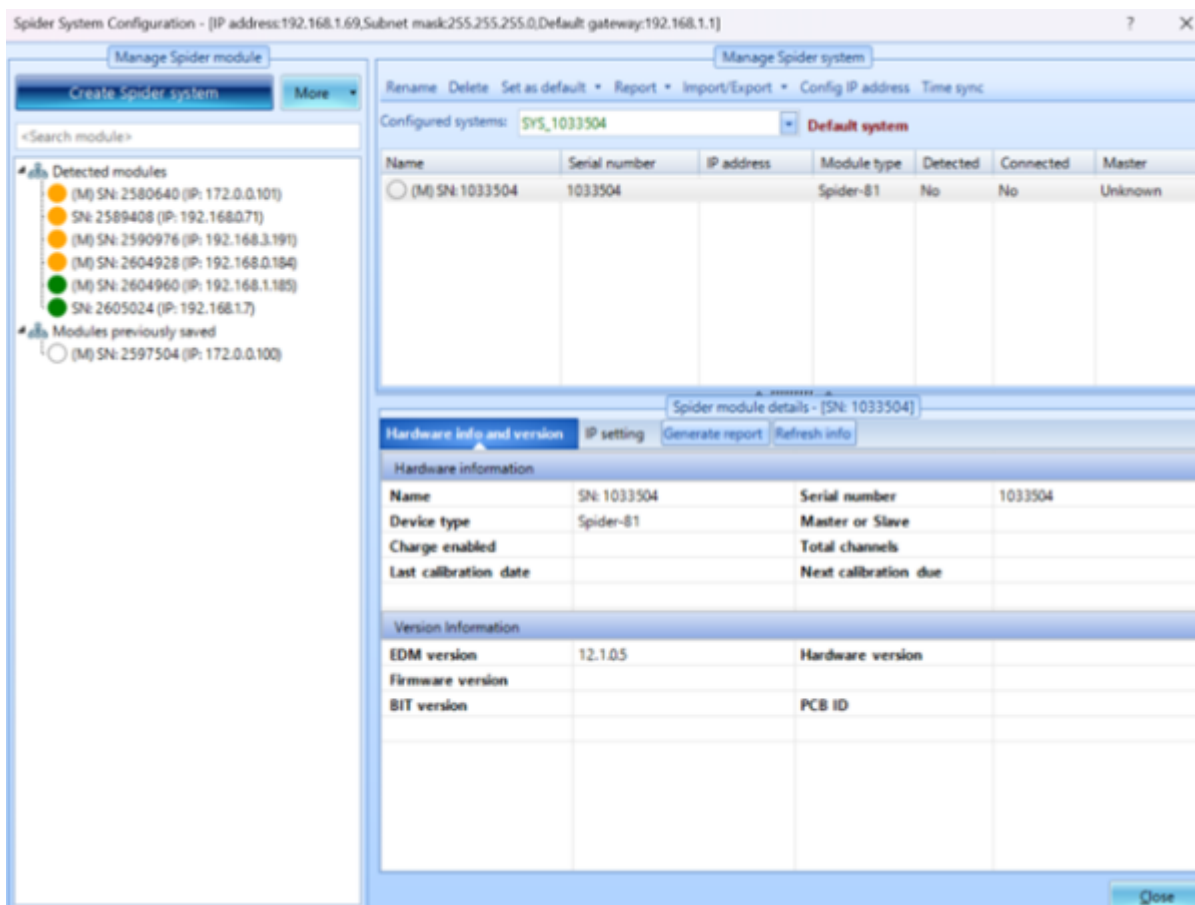 Spider System Configuration - [IP address:192.168.1.69,Subnet mask:255.255.255.0,Default gateway:192.168.1.1] ? ✕
Manage Spider module
Create Spider system More
<Search module>
Detected modules
(M) SN: 2580640 (IP: 172.0.0.101)
SN: 2589408 (IP: 192.168.0.71)
(M) SN: 2590976 (IP: 192.168.3.191)
(M) SN: 2604928 (IP: 192.168.0.184)
(M) SN: 2604960 (IP: 192.168.1.185)
SN: 2605024 (IP: 192.168.1.7)
Modules previously saved
(M) SN: 2597504 (IP: 172.0.0.100)
Manage Spider system
Rename Delete Set as default Report Import/Export Config IP address Time sync
Configured systems: SYS_1033504 Default system
Name Serial number IP address Module type Detected Connected Master
(M) SN: 1033504 1033504 Spider-81 No No Unknown
Spider module details - [SN: 1033504]
Hardware info and version IP setting Generate report Refresh info
Hardware information
Name SN: 1033504 Serial number 1033504
Device type Spider-81 Master or Slave
Charge enabled Total channels
Last calibration date Next calibration due
Version Information
EDM version 12.1.0.5 Hardware version
Firmware version
BIT version PCB ID
Close